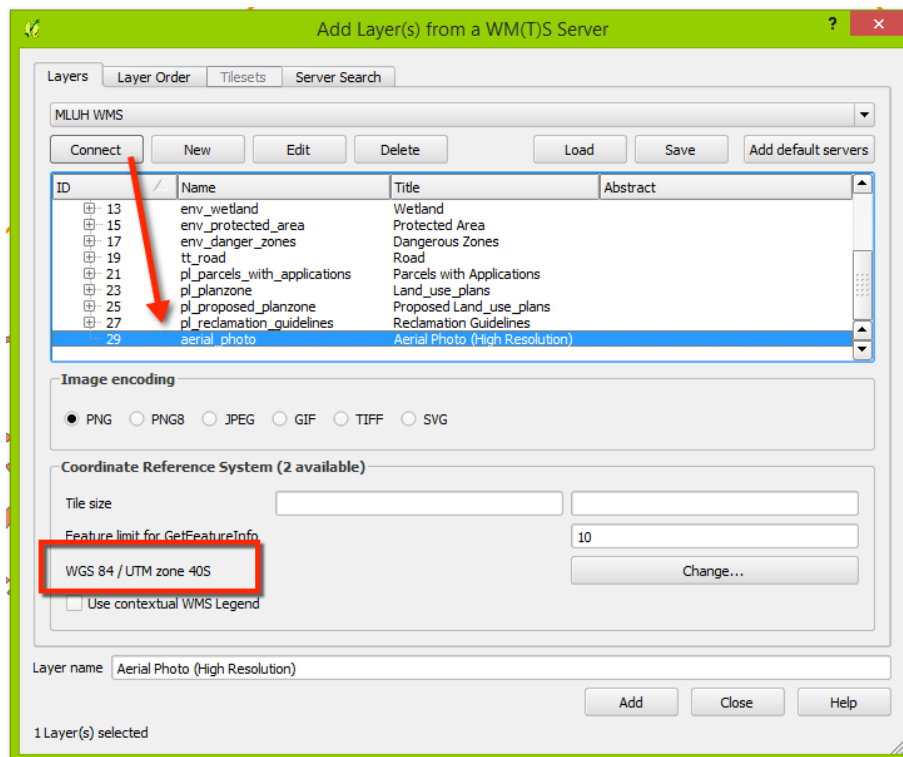 Add Layer(s) from a WM(T)S Server
?
Layers Layer Order Tilesets Server Search
MLUH WMS
Connect New Edit Delete Load Save Add default servers
ID Name Title Abstract
13 env_wetland Wetland
15 env_protected_area Protected Area
17 env_danger_zones Dangerous Zones
19 tt_road Road
21 pl_parcels_with_applications Parcels with Applications
23 pl_planzone Land_use_plans
25 pl_proposed_planzone Proposed Land_use_plans
27 pl_reclamation_guidelines Reclamation Guidelines
29 aerial_photo Aerial Photo (High Resolution)
Image encoding
PNG PNG8 JPEG GIF TIFF SVG
Coordinate Reference System (2 available)
Tile size
Feature limit for GetFeatureInfo 10
WGS 84 / UTM zone 40S Change...
Use contextual WMS Legend
Layer name Aerial Photo (High Resolution)
Add Close Help
1 Layer(s) selected